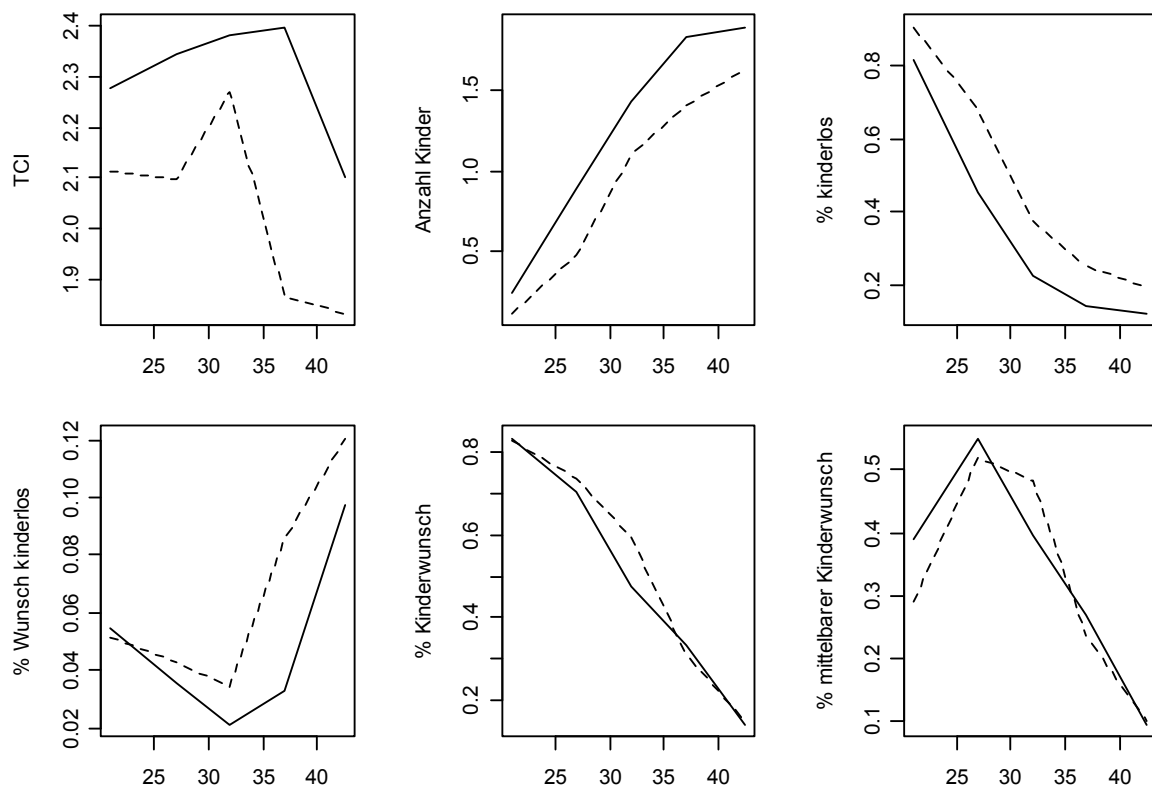 TCI
1.9 2.0 2.1 2.2 2.3 2.4
25 30 35 40
Anzahl Kinder
0.5 1.0 1.5
25 30 35 40
% kinderlos
0.2 0.4 0.6 0.8
25 30 35 40
% Wunsch kinderlos
0.02 0.04 0.06 0.08 0.10 0.12
25 30 35 40
% Kinderwunsch
0.2 0.4 0.6 0.8
25 30 35 40
% mittelbarer Kinderwunsch
0.1 0.2 0.3 0.4 0.5
25 30 35 40